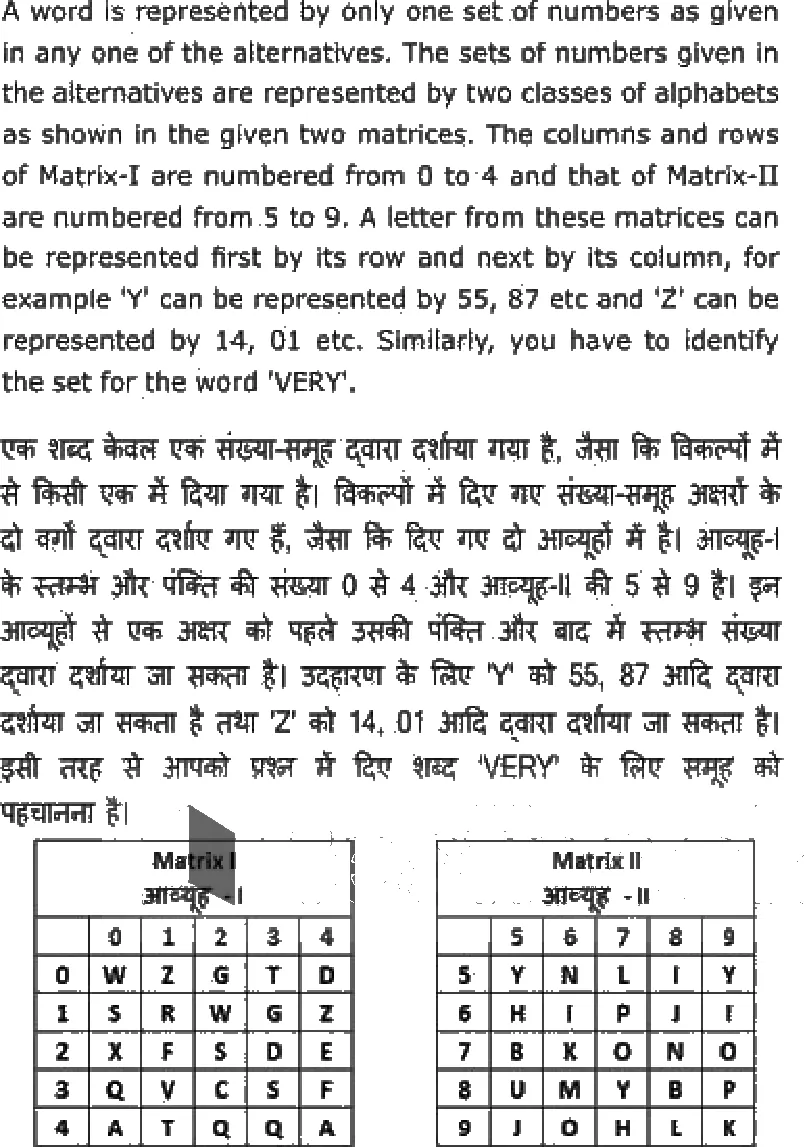 A word is represented by only one set of numbers as given
in any one of the alternatives. The sets of numbers given in
the alternatives are represented by two classes of alphabets
as shown in the given two matrices. The columns and rows
of Matrix-I are numbered from 0 to 4 and that of Matrix-II
are numbered from 5 to 9. A letter from these matrices can
be represented first by its row and next by its column, for
example 'Y' can be represented by 55, 87 etc and 'Z' can be
represented by 14, 01 etc. Similarly, you have to identify
the set for the word 'VERY'.
एक शब्द केवल एक संख्या-समूह द्वारा दर्शाया गया है, जैसा कि विकल्पों में
से किसी एक में दिया गया है। विकल्पों में दिए गए संख्या-समूह अक्षरों के
दो वर्गों द्वारा दर्शाए गए हैं, जैसा कि दिए गए दो आव्यूहों में है। आव्यूह-I
के स्तम्भ और पंक्ति की संख्या 0 से 4 और आव्यूह-II की 5 से 9 है। इन
आव्यूहों से एक अक्षर को पहले उसकी पंक्ति और बाद में स्तम्भ संख्या
द्वारा दर्शाया जा सकता है। उदहारण के लिए 'Y' को 55, 87 आदि द्वारा
दर्शाया जा सकता है तथा 'Z' को 14, 01 आदि द्वारा दर्शाया जा सकता है।
इसी तरह से आपको प्रश्न में दिए शब्द 'VERY' के लिए समूह को
पहचानना है।
Matrix I
आव्यूह - I
0 1 2 3 4
0 W Z G T D
1 S R W G Z
2 X F S D E
3 Q V C S F
4 A T Q Q A
Matrix II
आव्यूह - II
5 6 7 8 9
5 Y N L I Y
6 H I P J I
7 B K O N O
8 U M Y B P
9 J O H L K